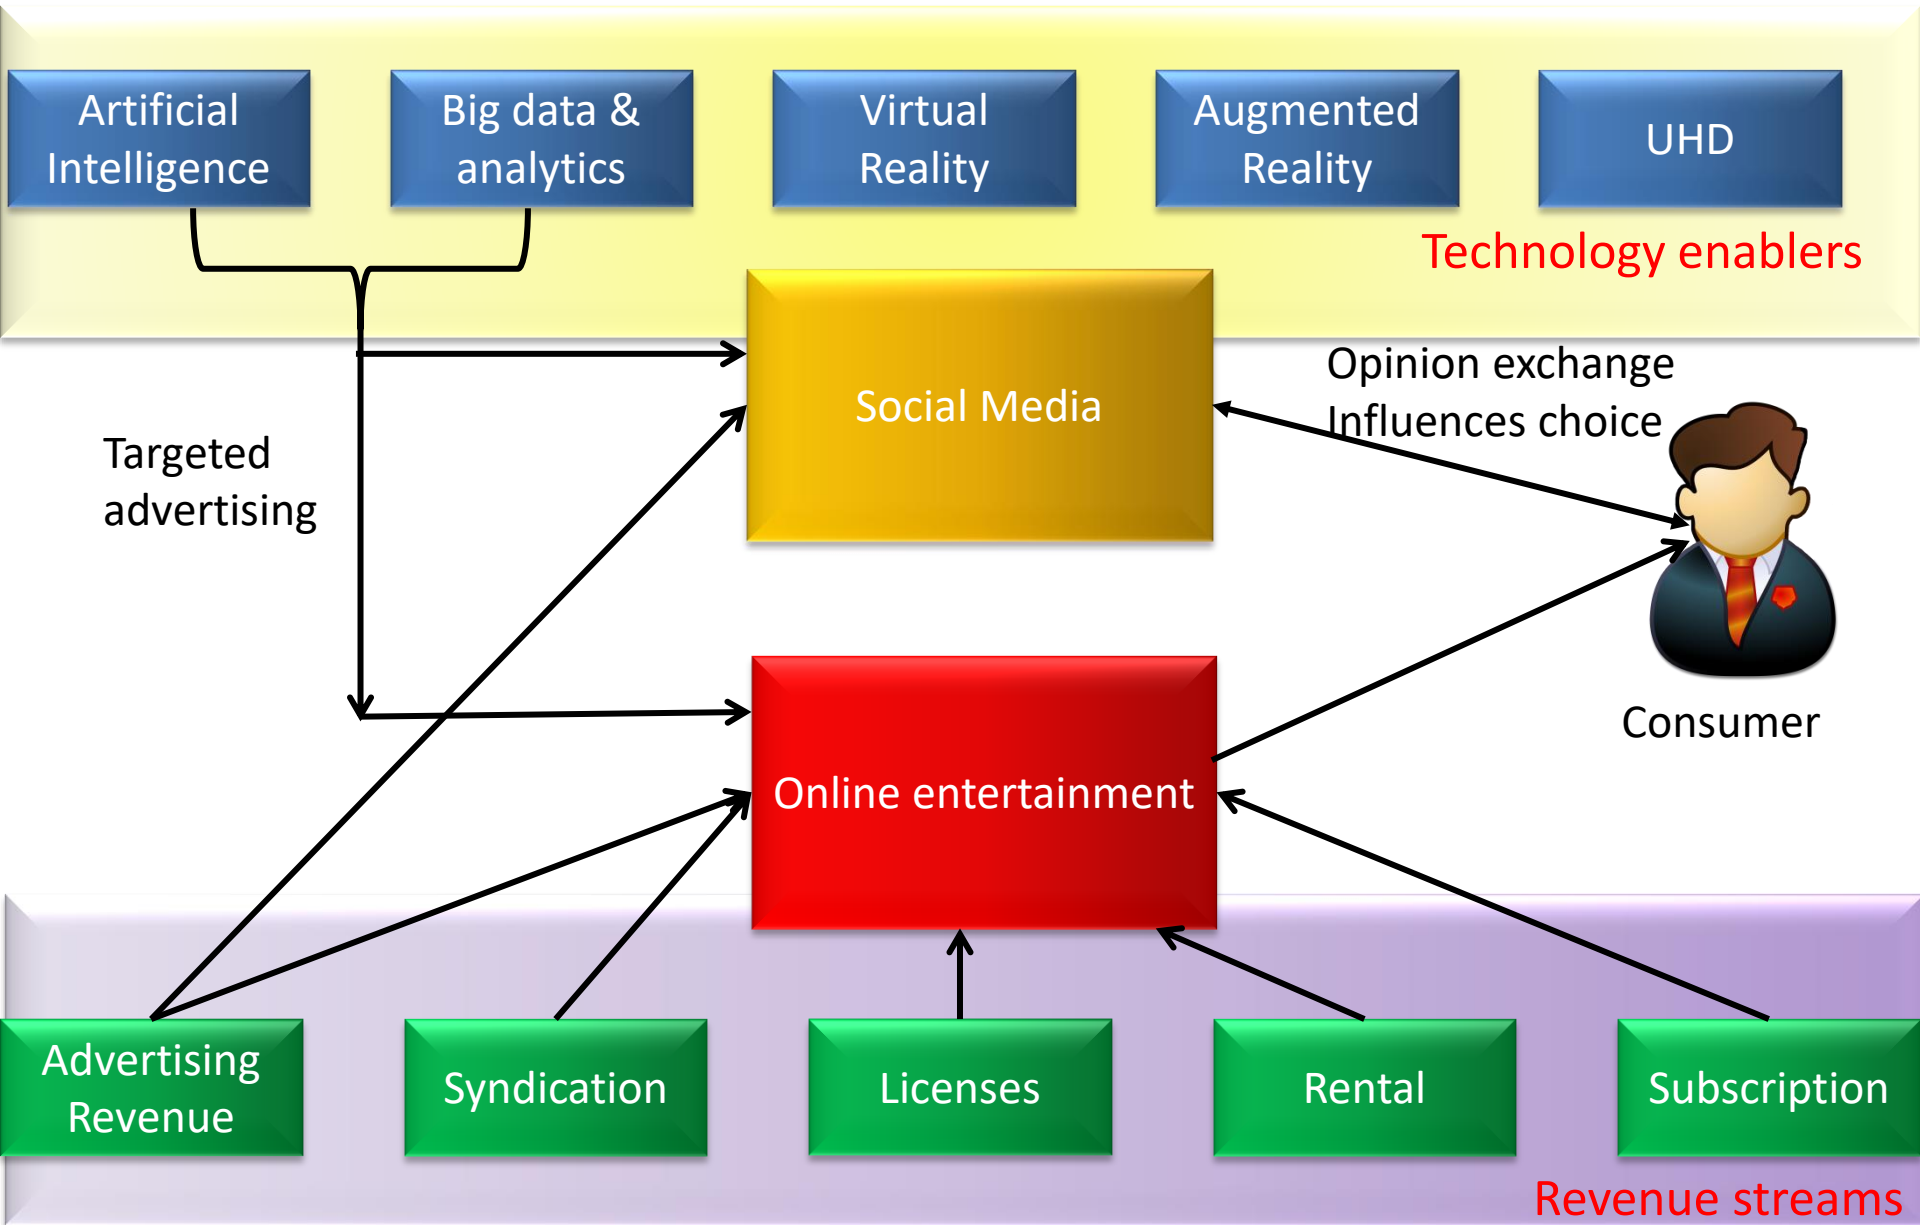 Artificial
Intelligence
Big data &
analytics
Virtual
Reality
Augmented
Reality
UHD
Technology enablers
Social Media
Opinion exchange
Influences choice
Targeted
advertising
Consumer
Online entertainment
Advertising
Revenue
Syndication
Licenses
Rental
Subscription
Revenue streams